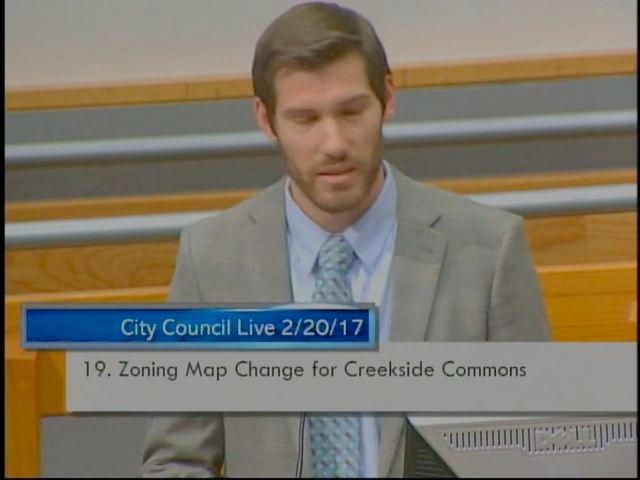 City Council Live 2/20/17
19. Zoning Map Change for Creekside Commons